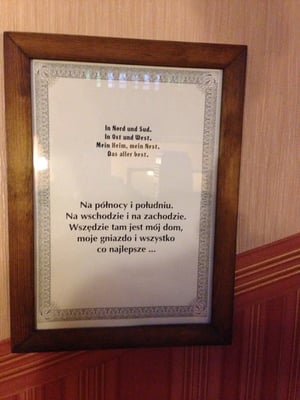 In Nord und Sud.
In Ost und West.
Mein Heim, mein Nest.
Das aller best.
Na północy i południu.
Na wschodzie i na zachodzie.
Wszędzie tam jest mój dom,
moje gniazdo i wszystko
co najlepsze ...